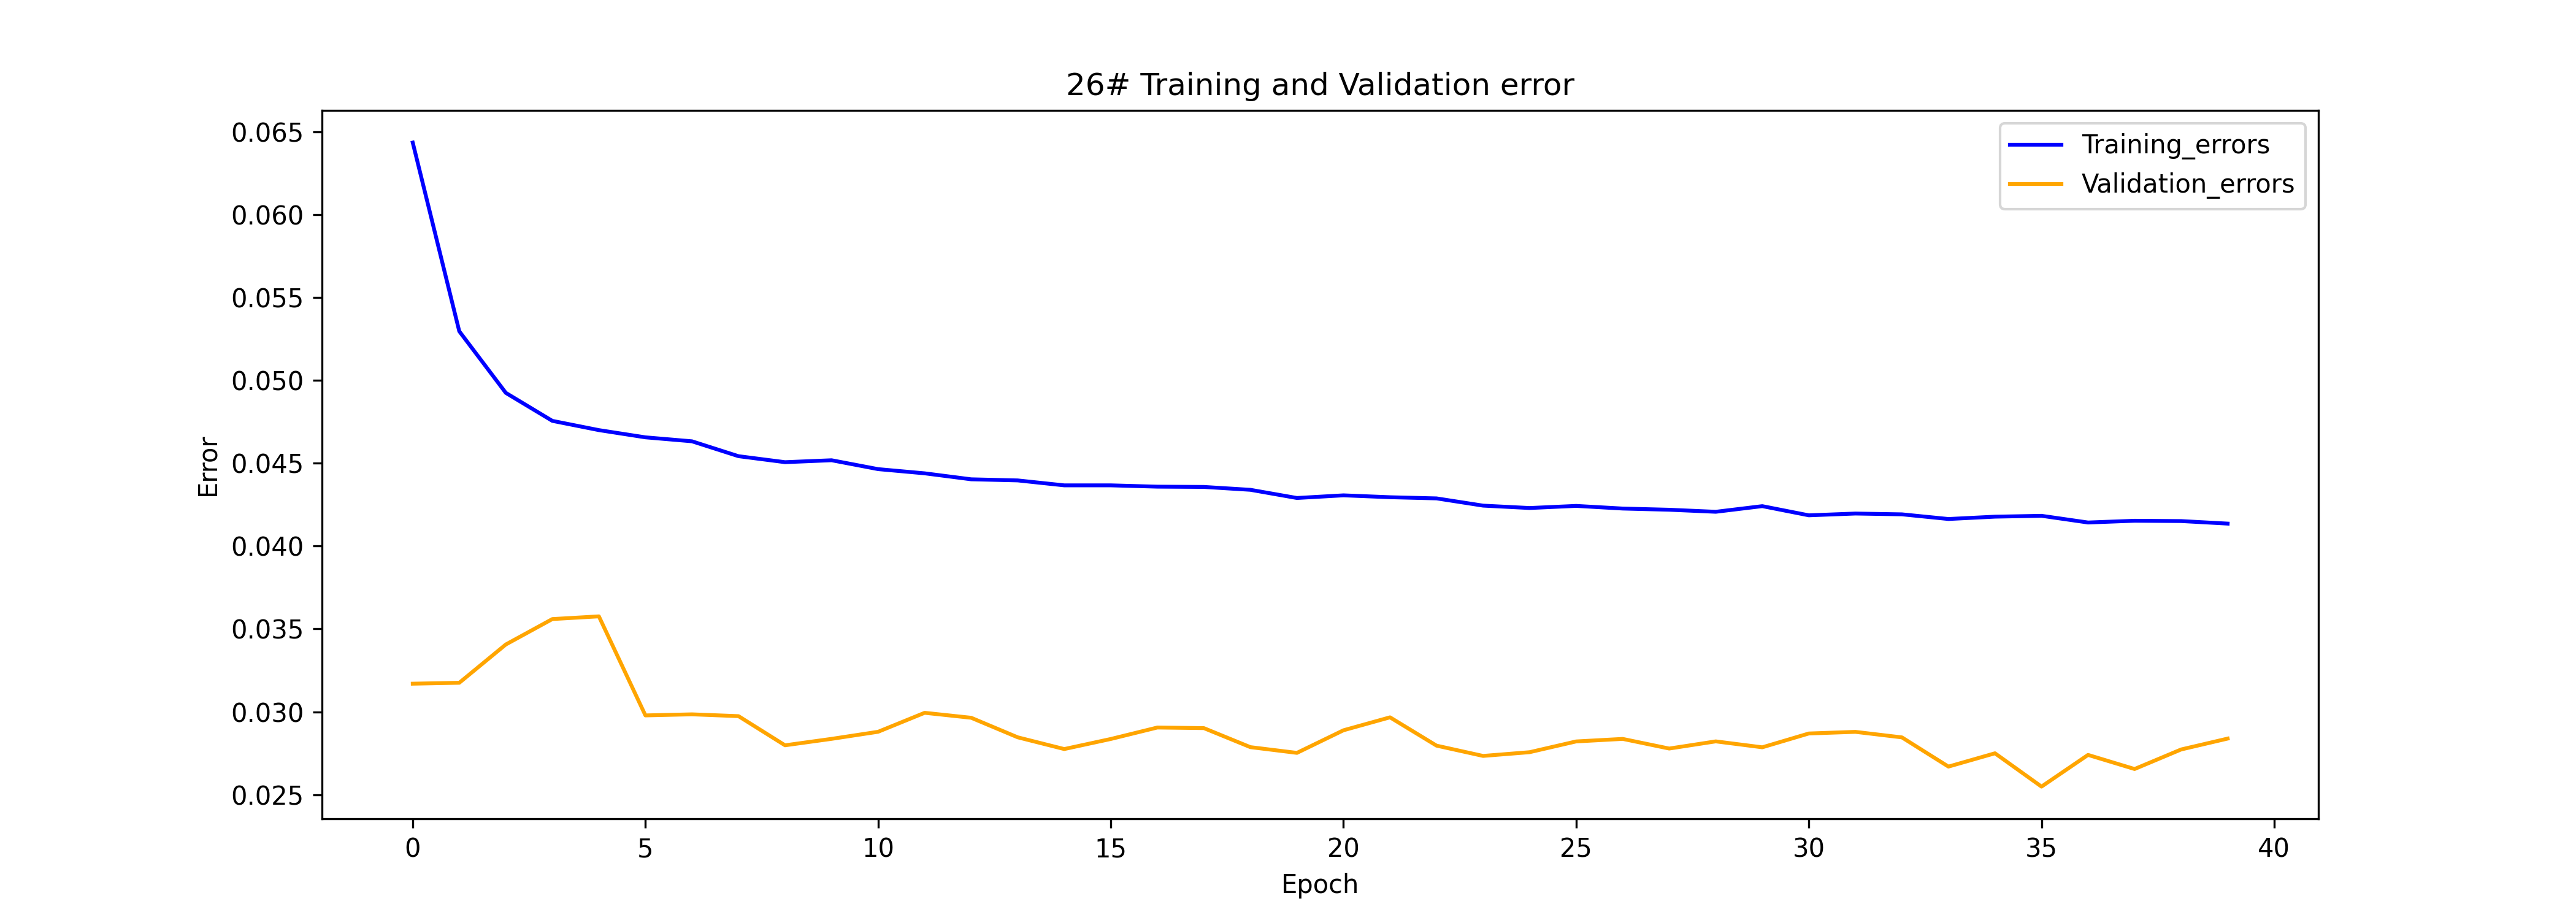 26# Training and Validation error
Training_errors
Validation_errors
0.065
0.060
0.055
0.050
0.045
0.040
0.035
0.030
0.025
Error
0 5 10 15 20 25 30 35 40
Epoch